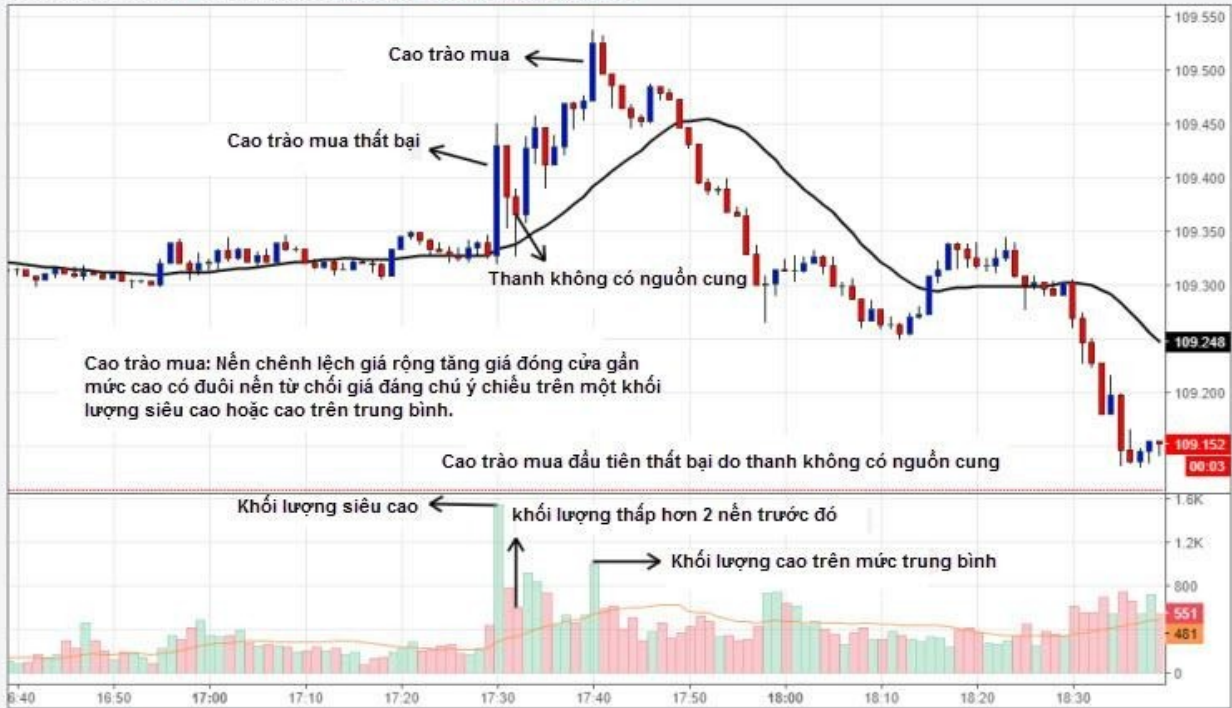 109.550
Cao trào mua
109.500
109.450
Cao trào mua thất bại
109.400
109.350
Thanh không có nguồn cung
109.300
109.248
Cao trào mua: Nến chênh lệch giá rộng tăng giá đóng cửa gần
mức cao có đuôi nến từ chối giá đáng chú ý chiếu trên một khối
lượng siêu cao hoặc cao trên trung bình.
109.200
109.152
00:03
Cao trào mua đầu tiên thất bại do thanh không có nguồn cung
Khối lượng siêu cao
khối lượng thấp hơn 2 nến trước đó
1.6K
1.2K
Khối lượng cao trên mức trung bình
800
551
481
0
6:40 16:50 17:00 17:10 17:20 17:30 17:40 17:50 18:00 18:10 18:20 18:30